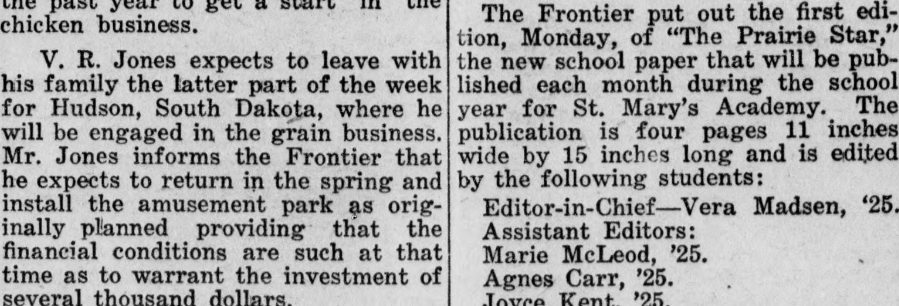 the past year to get a start in the
chicken business.
V. R. Jones expects to leave with
his family the latter part of the week
for Hudson, South Dakota, where he
will be engaged in the grain business.
Mr. Jones informs the Frontier that
he expects to return in the spring and
install the amusement park as orig-
inally planned providing that the
financial conditions are such at that
time as to warrant the investment of
several thousand dollars.
The Frontier put out the first edi-
tion, Monday, of "The Prairie Star,"
the new school paper that will be pub-
lished each month during the school
year for St. Mary's Academy. The
publication is four pages 11 inches
wide by 15 inches long and is edited
by the following students:
Editor-in-Chief—Vera Madsen, '25.
Assistant Editors:
Marie McLeod, '25.
Agnes Carr, '25.
Joyce Kent, '25.